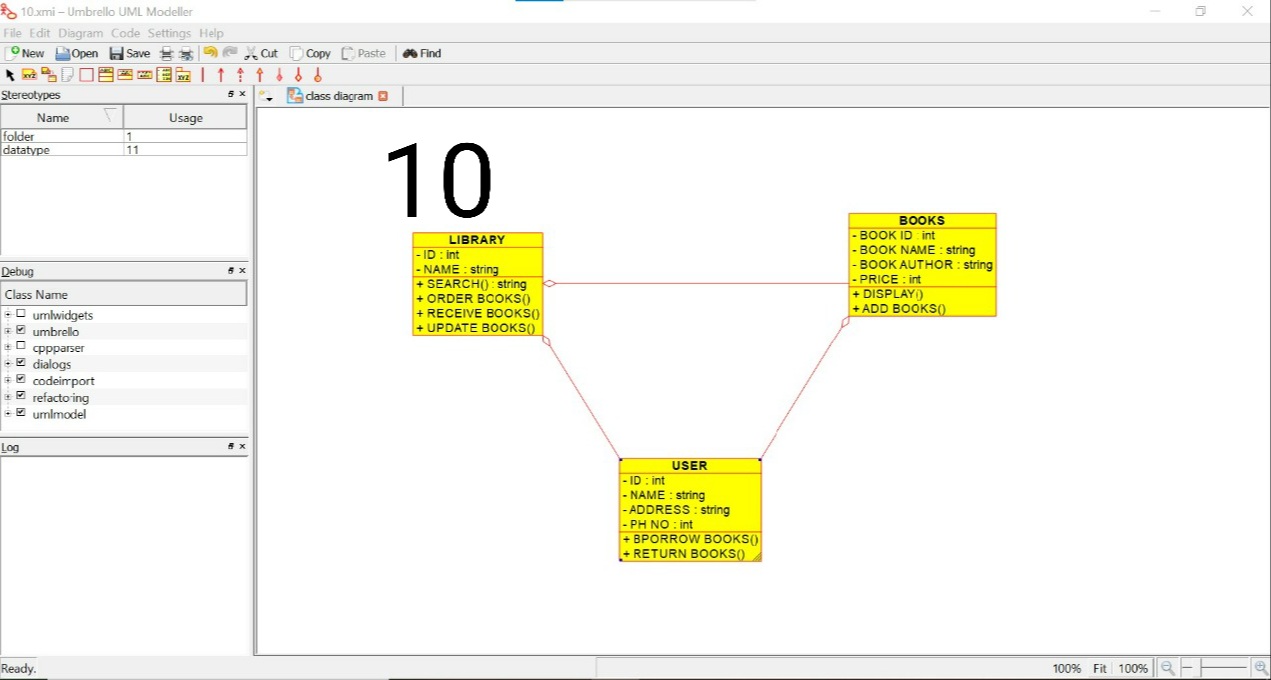 10.xmi – Umbrello UML Modeller
File Edit Diagram Code Settings Help
New Open Save Cut Copy Paste Find
Stereotypes
class diagram
Name Usage
folder 1
datatype 11
10
LIBRARY
- ID : int
- NAME : string
+ SEARCH() : string
+ ORDER BOOKS()
+ RECEIVE BOOKS()
+ UPDATE BOOKS()
BOOKS
- BOOK ID : int
- BOOK NAME : string
- BOOK AUTHOR : string
- PRICE : int
+ DISPLAY()
+ ADD BOOKS()
Debug
Class Name
umlwidgets
umbrello
cppparser
dialogs
codeimport
refactoring
umlmodel
Log
USER
- ID : int
- NAME : string
- ADDRESS : string
- PH NO : int
+ BPORROW BOOKS()
+ RETURN BOOKS()
Ready.
100% Fit 100%